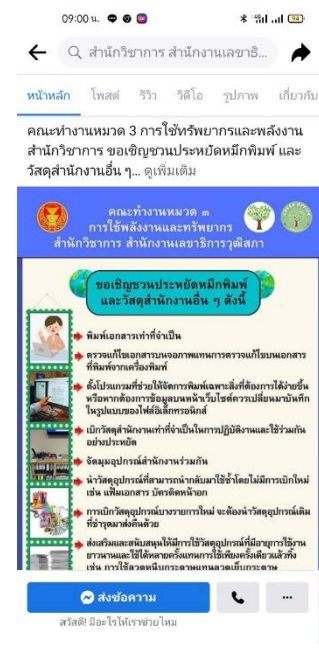 09:00 น.
94
สำนักวิชาการ สำนักงานเลขาธิ...
หน้าหลัก โพสต์ รีวิว วิดีโอ รูปภาพ เกี่ยวกับ
คณะทำงานหมวด 3 การใช้ทรัพยากรและพลังงาน
สำนักวิชาการ ขอเชิญชวนประหยัดหมึกพิมพ์ และ
วัสดุสำนักงานอื่น ๆ... ดูเพิ่มเติม
คณะทำงานหมวด ๓
การใช้พลังงานและทรัพยากร
สำนักวิชาการ สำนักงานเลขาธิการวุฒิสภา
ขอเชิญชวนประหยัดหมึกพิมพ์
และวัสดุสำนักงานอื่น ๆ ดังนี้
พิมพ์เอกสารเท่าที่จำเป็น
ตรวจแก้ไขเอกสารบนจอภาพแทนการตรวจแก้ไขบนเอกสาร
ที่พิมพ์จากเครื่องพิมพ์
ตั้งโปรแกรมที่ช่วยให้จัดการพิมพ์เฉพาะสิ่งที่ต้องการได้ง่ายขึ้น
หรือหากต้องการข้อมูลบนหน้าเว็บไซต์ควรเปลี่ยนมาบันทึก
ในรูปแบบของไฟล์อิเล็กทรอนิกส์
เบิกวัสดุสำนักงานเท่าที่จำเป็นในการปฏิบัติงานและใช้ร่วมกัน
อย่างประหยัด
จัดมุมอุปกรณ์สำนักงานร่วมกัน
นำวัสดุอุปกรณ์ที่สามารถนำกลับมาใช้ซ้ำโดยไม่มีการเบิกใหม่
เช่น แฟ้มเอกสาร บัตรติดหน้าอก
การเบิกวัสดุอุปกรณ์บางรายการใหม่ จะต้องนำวัสดุอุปกรณ์เดิม
ที่ชำรุดมาส่งคืนด้วย
ส่งเสริมและสนับสนุนให้มีการใช้วัสดุอุปกรณ์ที่มีอายุการใช้งาน
ยาวนานและใช้ได้หลายครั้งแทนการใช้เพียงครั้งเดียวแล้วทิ้ง
เช่น การใช้ลวดหนีบกระดาษแทนลวดเย็บกระดาษ
ส่งข้อความ
สวัสดี! มีอะไรให้เราช่วยไหม